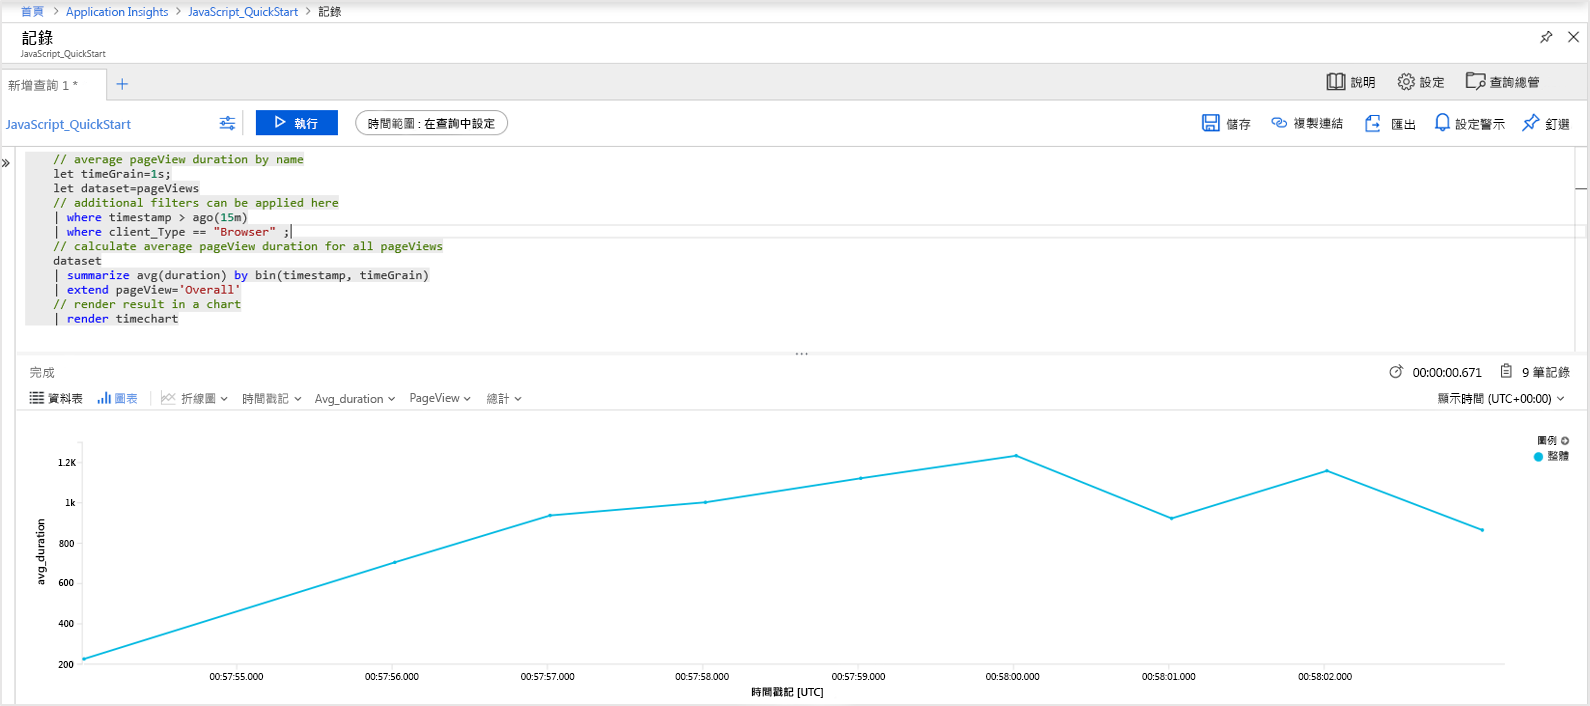 首頁 > Application Insights > JavaScript_QuickStart > 記錄
記錄
JavaScript_QuickStart
新增查詢 1* +
說明 設定 查詢總管
JavaScript_QuickStart 執行 時間範圍 : 在查詢中設定 儲存 複製連結 匯出 設定警示 釘選
// average pageView duration by name
let timeGrain=1s;
let dataset=pageViews
// additional filters can be applied here
| where timestamp > ago(15m)
| where client_Type == "Browser" ;
// calculate average pageView duration for all pageViews
dataset
| summarize avg(duration) by bin(timestamp, timeGrain)
| extend pageView='Overall'
// render result in a chart
| render timechart
完成 00:00:00.671 9 筆記錄
資料表 圖表 折線圖 時間戳記 Avg_duration PageView 總計 顯示時間 (UTC+00:00)
圖例
整體
1.2K
1k
800
600
400
200
avg_duration
00:57:55.000 00:57:56.000 00:57:57.000 00:57:58.000 00:57:59.000 00:58:00.000 00:58:01.000 00:58:02.000
時間戳記 [UTC]